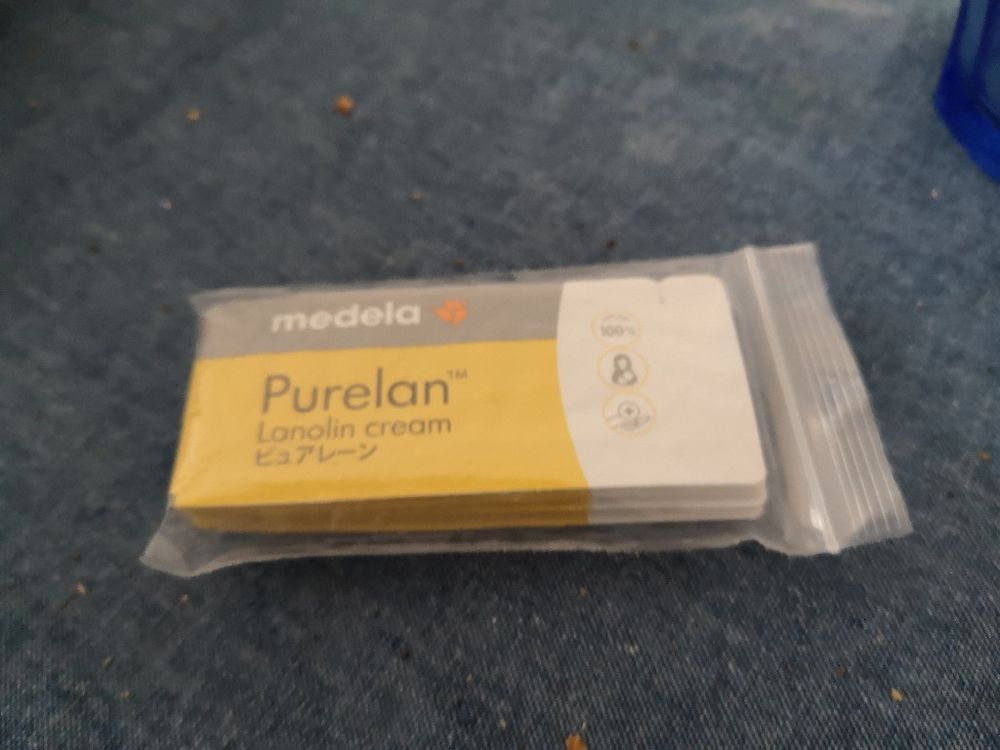 medela
Purelan™
Lanolin cream
ピュアレーン
100%